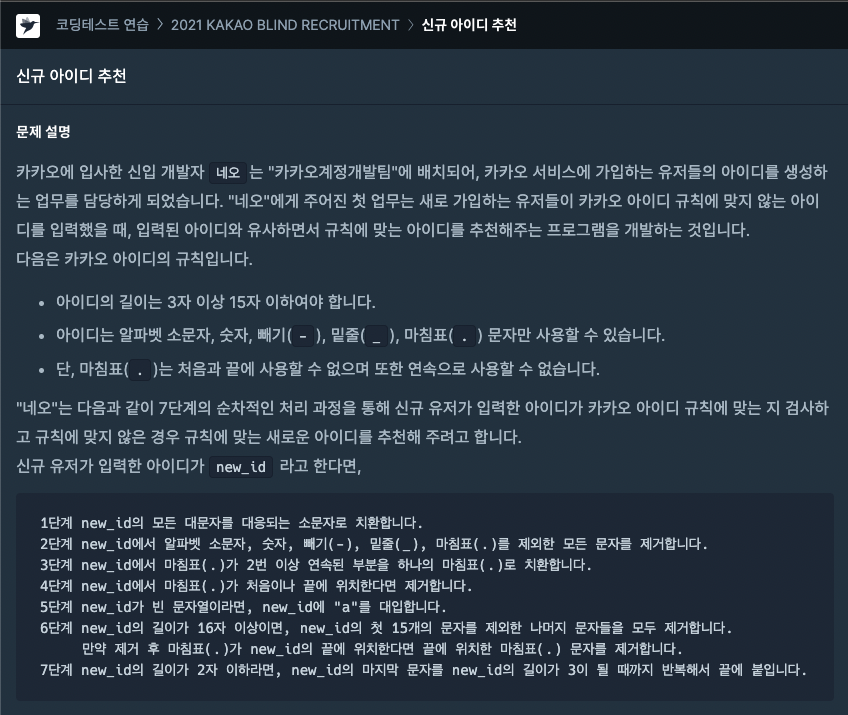 코딩테스트 연습 > 2021 KAKAO BLIND RECRUITMENT > 신규 아이디 추천
신규 아이디 추천
문제 설명
카카오에 입사한 신입 개발자 네오 는 "카카오계정개발팀"에 배치되어, 카카오 서비스에 가입하는 유저들의 아이디를 생성하
는 업무를 담당하게 되었습니다. "네오"에게 주어진 첫 업무는 새로 가입하는 유저들이 카카오 아이디 규칙에 맞지 않는 아이
디를 입력했을 때, 입력된 아이디와 유사하면서 규칙에 맞는 아이디를 추천해주는 프로그램을 개발하는 것입니다.
다음은 카카오 아이디의 규칙입니다.
• 아이디의 길이는 3자 이상 15자 이하여야 합니다.
• 아이디는 알파벳 소문자, 숫자, 빼기( - ), 밑줄( _ ), 마침표( . ) 문자만 사용할 수 있습니다.
• 단, 마침표( . )는 처음과 끝에 사용할 수 없으며 또한 연속으로 사용할 수 없습니다.
"네오"는 다음과 같이 7단계의 순차적인 처리 과정을 통해 신규 유저가 입력한 아이디가 카카오 아이디 규칙에 맞는 지 검사하
고 규칙에 맞지 않은 경우 규칙에 맞는 새로운 아이디를 추천해 주려고 합니다.
신규 유저가 입력한 아이디가 new_id 라고 한다면,
1단계 new_id의 모든 대문자를 대응되는 소문자로 치환합니다.
2단계 new_id에서 알파벳 소문자, 숫자, 빼기(-), 밑줄(_), 마침표(.)를 제외한 모든 문자를 제거합니다.
3단계 new_id에서 마침표(.)가 2번 이상 연속된 부분을 하나의 마침표(.)로 치환합니다.
4단계 new_id에서 마침표(.)가 처음이나 끝에 위치한다면 제거합니다.
5단계 new_id가 빈 문자열이라면, new_id에 "a"를 대입합니다.
6단계 new_id의 길이가 16자 이상이면, new_id의 첫 15개의 문자를 제외한 나머지 문자들을 모두 제거합니다.
만약 제거 후 마침표(.)가 new_id의 끝에 위치한다면 끝에 위치한 마침표(.) 문자를 제거합니다.
7단계 new_id의 길이가 2자 이하라면, new_id의 마지막 문자를 new_id의 길이가 3이 될 때까지 반복해서 끝에 붙입니다.